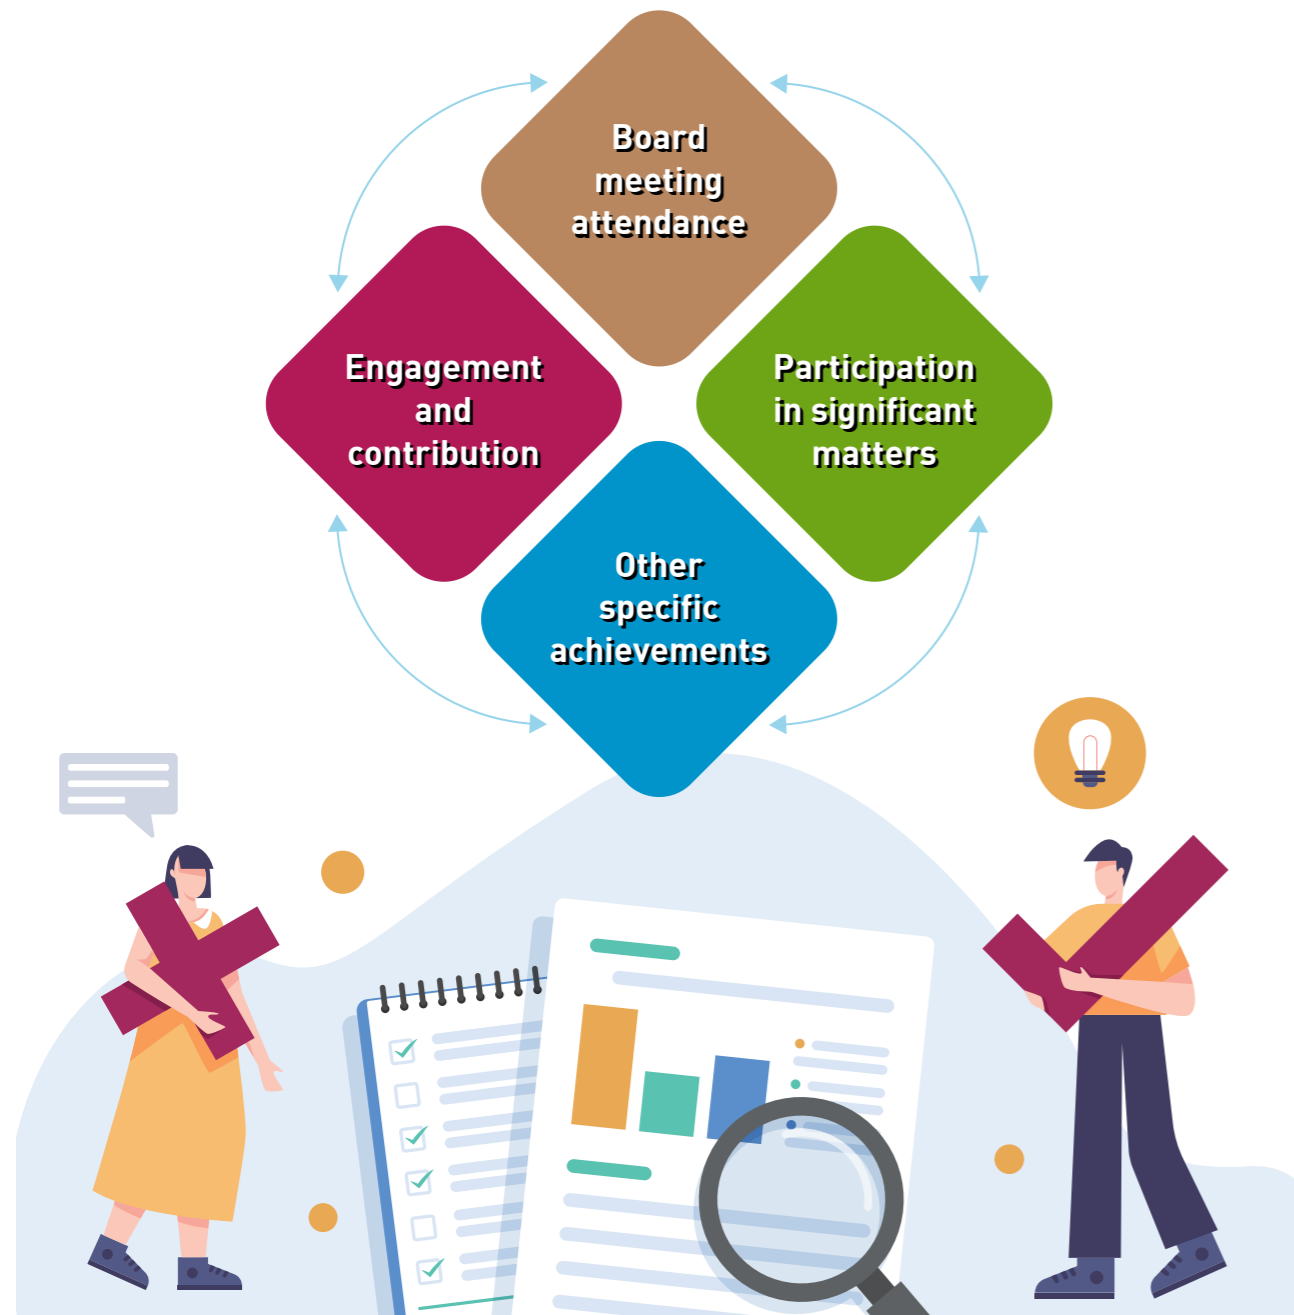 Board
meeting
attendance
Engagement
and
contribution
Participation
in significant
matters
Other
specific
achievements